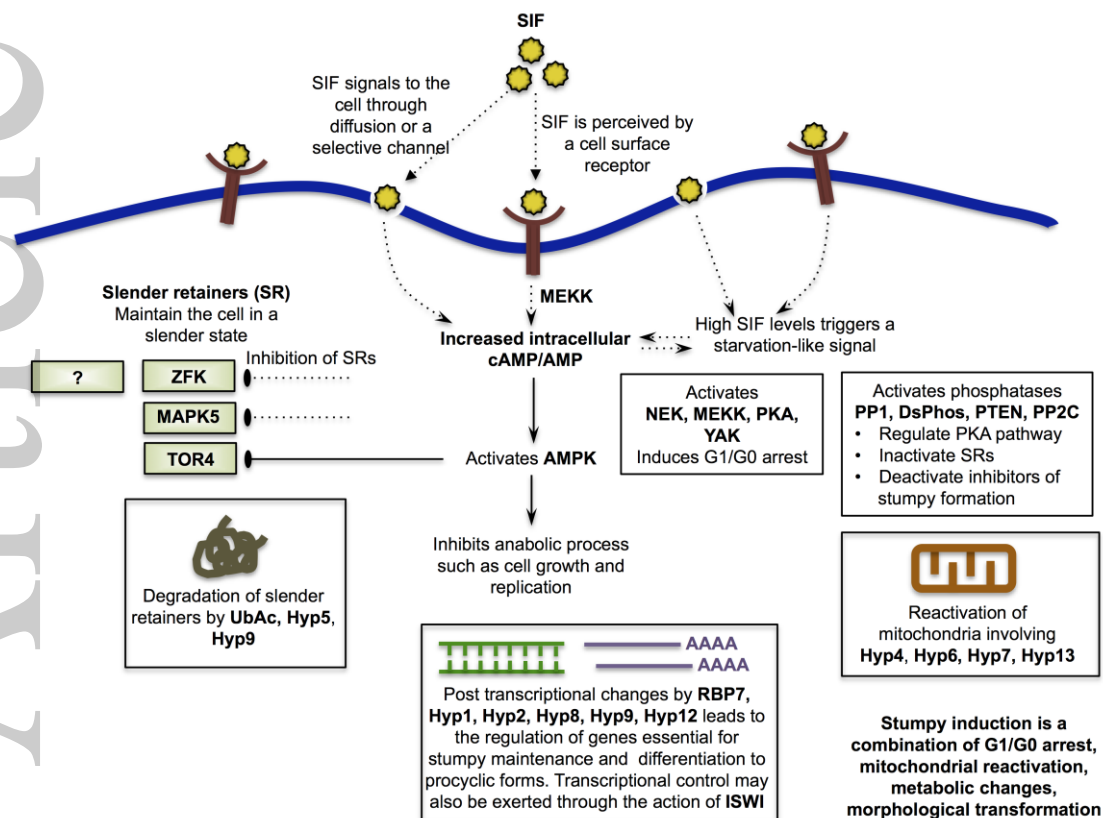 SIF
SIF signals to the
cell through
diffusion or a
selective channel
SIF is perceived by
a cell surface
receptor
Slender retainers (SR)
Maintain the cell in a
slender state
MEKK
Increased intracellular
cAMP/AMP
High SIF levels triggers a
starvation-like signal
Inhibition of SRs
?
ZFK
MAPK5
TOR4
Activates AMPK
Activates
NEK, MEKK, PKA,
YAK
Induces G1/G0 arrest
Activates phosphatases
PP1, DsPhos, PTEN, PP2C
• Regulate PKA pathway
• Inactivate SRs
• Deactivate inhibitors of
stumpy formation
Degradation of slender
retainers by UbAc, Hyp5,
Hyp9
Inhibits anabolic process
such as cell growth and
replication
Reactivation of
mitochondria involving
Hyp4, Hyp6, Hyp7, Hyp13
AAAA
AAAA
Post transcriptional changes by RBP7,
Hyp1, Hyp2, Hyp8, Hyp9, Hyp12 leads to
the regulation of genes essential for
stumpy maintenance and differentiation to
procyclic forms. Transcriptional control may
also be exerted through the action of ISWI
Stumpy induction is a
combination of G1/G0 arrest,
mitochondrial reactivation,
metabolic changes,
morphological transformation